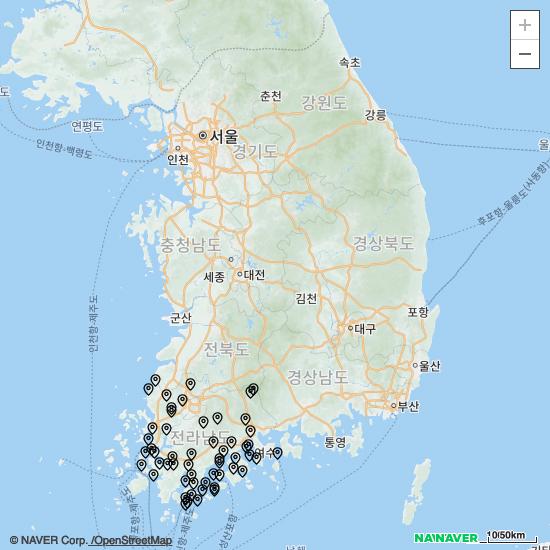 +
−
속초
춘천
강원도
강릉
도
연평도
서울
울
인천
경기도
인천항-백령도
후포항-울릉도(사동항)
충청남도
경상북도
세종
대전
인천항-제주도
김천
군산
포항
대구
전북도
울산
경상남도
부산
전라남도
통영
여수
© NAVER Corp. /OpenStreetMap
NAVER
10/50km